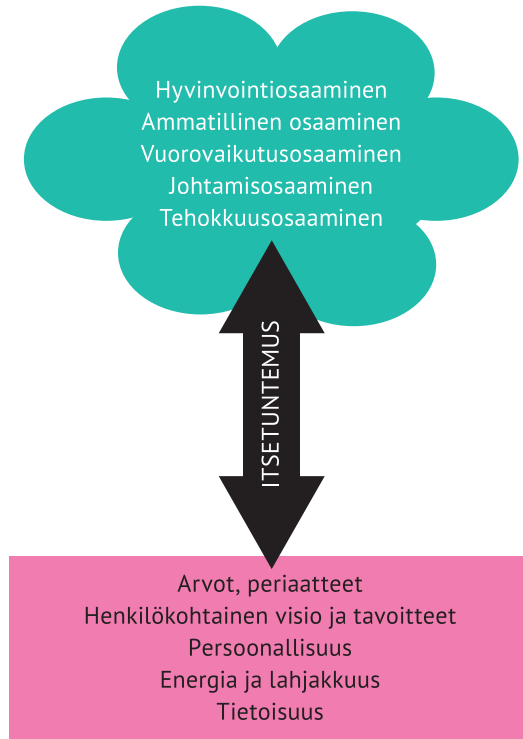 Hyvinvointiosaaminen
Ammatillinen osaaminen
Vuorovaikutusosaaminen
Johtamisosaaminen
Tehokkuusosaaminen
ITSETUNTEMUS
Arvot, periaatteet
Henkilökohtainen visio ja tavoitteet
Persoonallisuus
Energia ja lahjakkuus
Tietoisuus